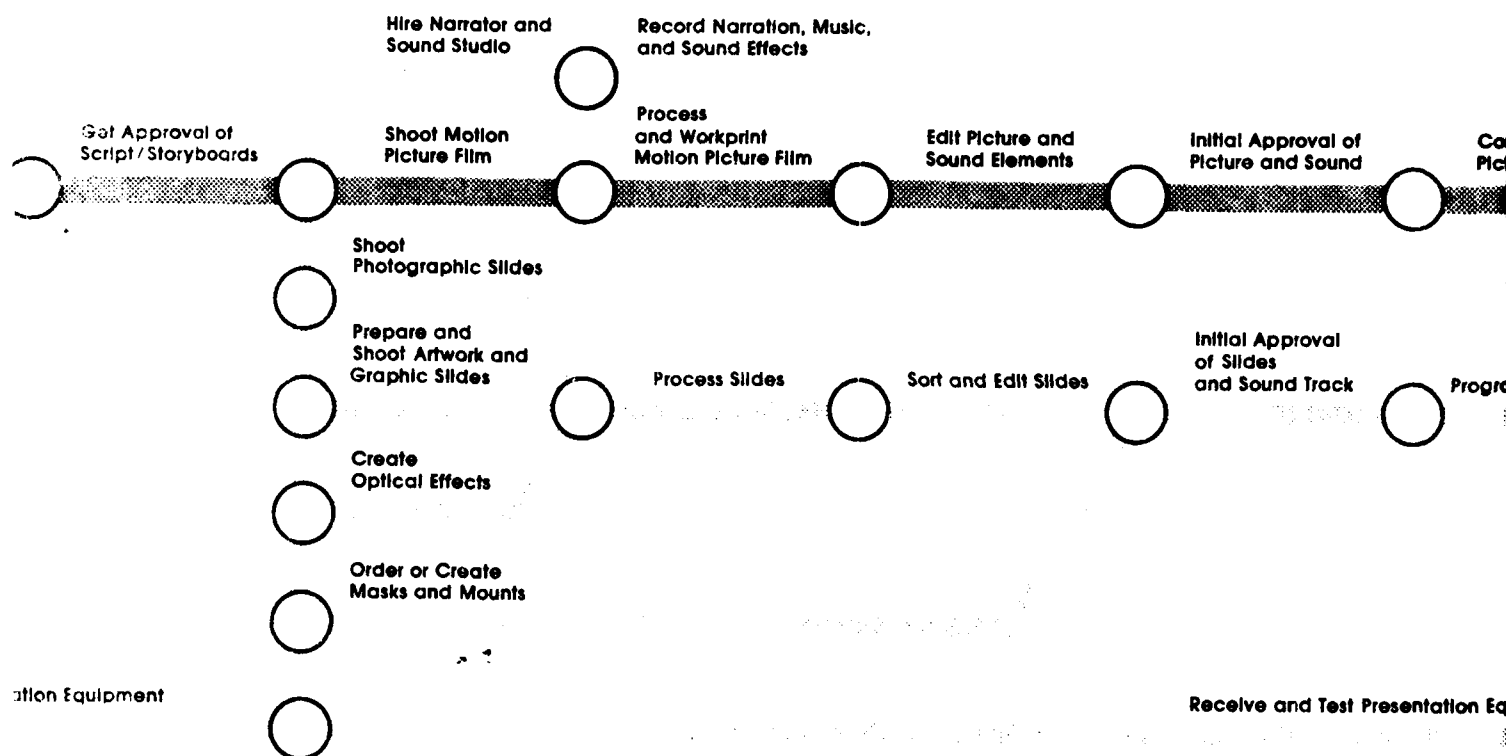 Hire Narrator and
Sound Studio
Record Narration, Music,
and Sound Effects
Get Approval of
Script/Storyboards
Shoot Motion
Picture Film
Process
and Workprint
Motion Picture Film
Edit Picture and
Sound Elements
Initial Approval of
Picture and Sound
Shoot
Photographic Slides
Prepare and
Shoot Artwork and
Graphic Slides
Process Slides
Sort and Edit Slides
Initial Approval
of Slides
and Sound Track
Create
Optical Effects
Order or Create
Masks and Mounts
Equipment
Receive and Test Presentation